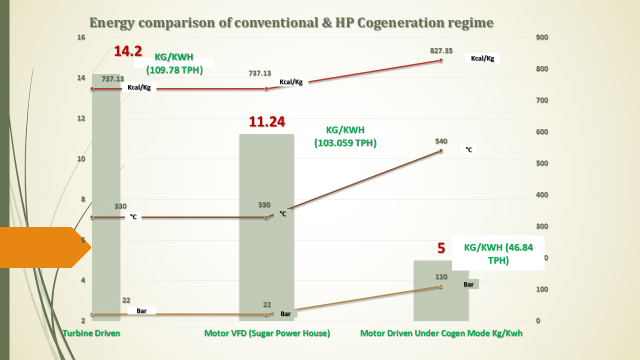 Energy comparison of conventional & HP Cogeneration regime
16 900
14.2 KG/KWH
(109.78 TPH)
827.35
Kcal/Kg
14 737.13 737.13 800
Kcal/Kg Kcal/Kg
700
12 11.24 KG/KWH
(103.059 TPH)
600
540
°C
10 500
8 400
330 330
°C °C
300
6 5 KG/KWH (46.84
TPH)
0
4 110
Bar
100
22 22
Bar Bar
2 0
Turbine Driven Motor VFD (Sugar Power House) Motor Driven Under Cogen Mode Kg/Kwh